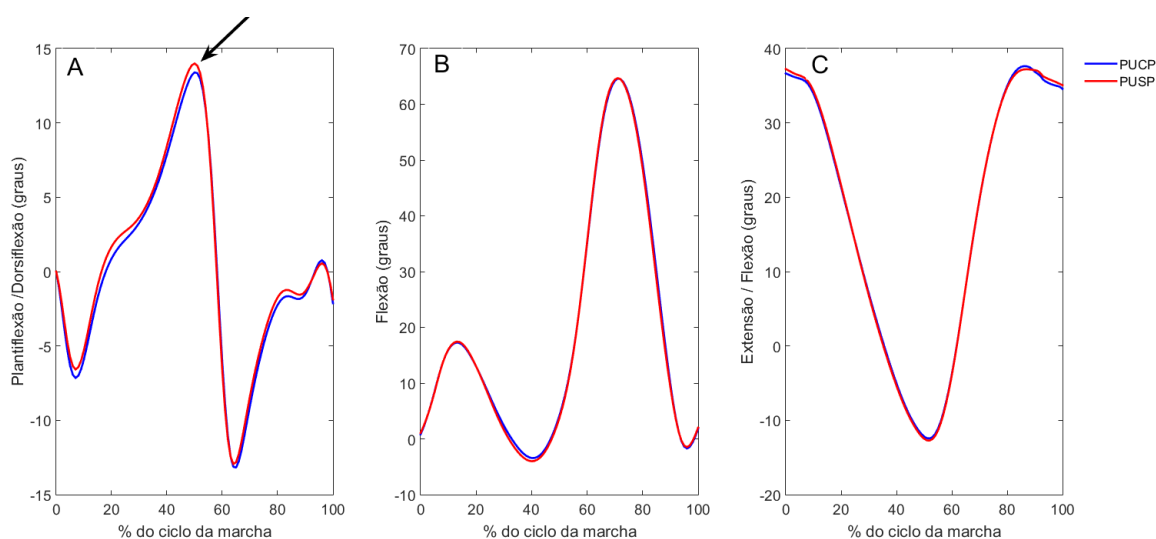 A
Plantiflexão /Dorsiflexão (graus)
15
10
5
0
-5
-10
-15
0 20 40 60 80 100
% do ciclo da marcha
B
Flexão (graus)
70
60
50
40
30
20
10
0
-10
0 20 40 60 80 100
% do ciclo da marcha
C
Extensão / Flexão (graus)
40
30
20
10
0
-10
-20
0 20 40 60 80 100
% do ciclo da marcha
PUCP
PUSP